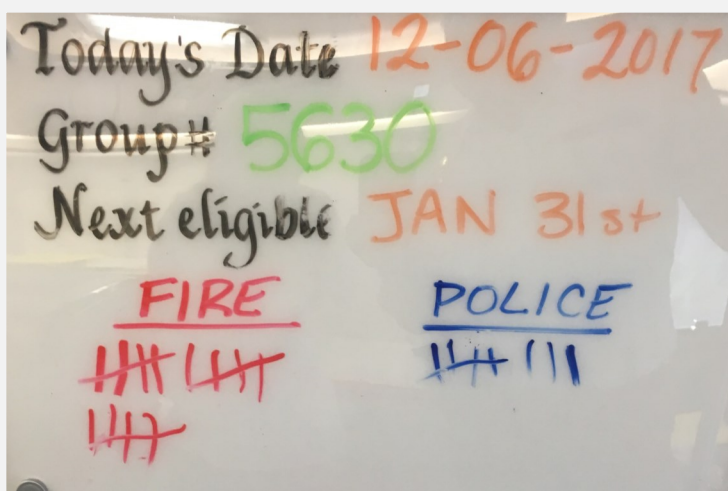 Today's Date 12-06-2017
Group# 5630
Next eligible JAN 31st
FIRE POLICE